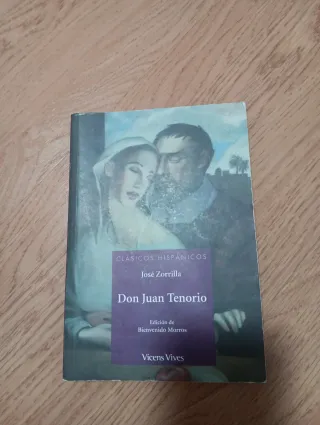 CLÁSICOS HISPÁNICOS
José Zorrilla
Don Juan Tenorio
Edición de
Bienvenido Morros
Vicens Vives